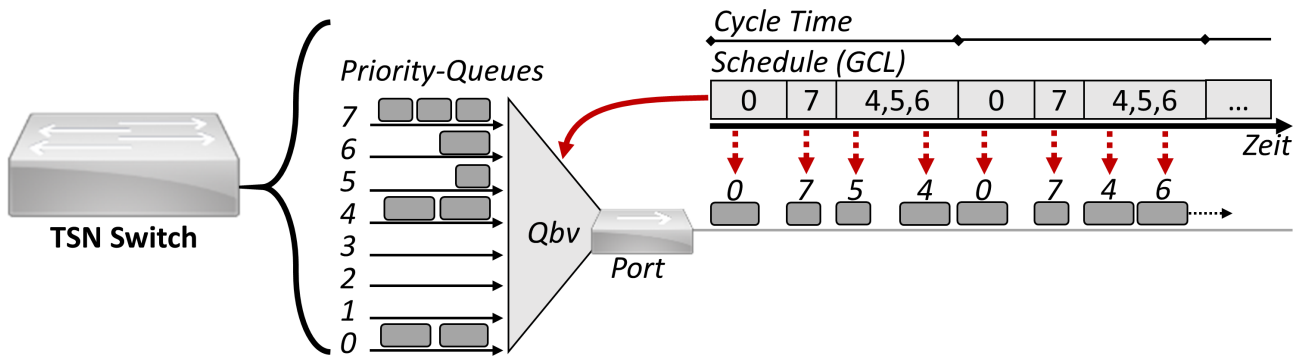 Cycle Time
Schedule (GCL)
0 7 4,5,6 0 7 4,5,6 ...
Zeit
0 7 5 4 0 7 4 6
Priority-Queues
7
6
5
4
3
2
1
0
Qbv
Port
TSN Switch